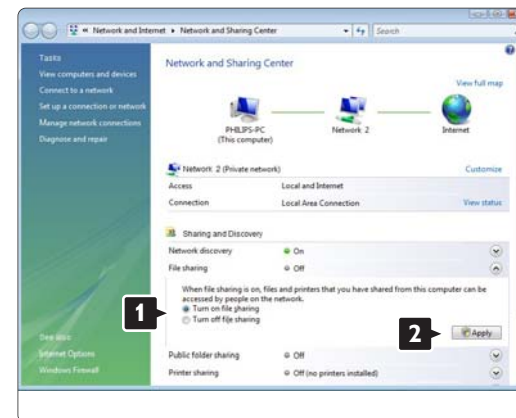 Network and Internet Network and Sharing Center
Search
Tasks
View computers and devices
Connect to a network
Set up a connection or network
Manage network connections
Diagnose and repair
See also
Internet Options
Windows Firewall
Network and Sharing Center
View full map
PHILIPS-PC
(This computer)
Network 2
Internet
Network 2 (Private network)
Customize
Access Local and Internet
Connection Local Area Connection View status
Sharing and Discovery
Network discovery On
File sharing Off
When file sharing is on, files and printers that you have shared from this computer can be
accessed by people on the network.
1
Turn on file sharing
Turn off file sharing
2
Apply
Public folder sharing Off
Printer sharing Off (no printers installed)